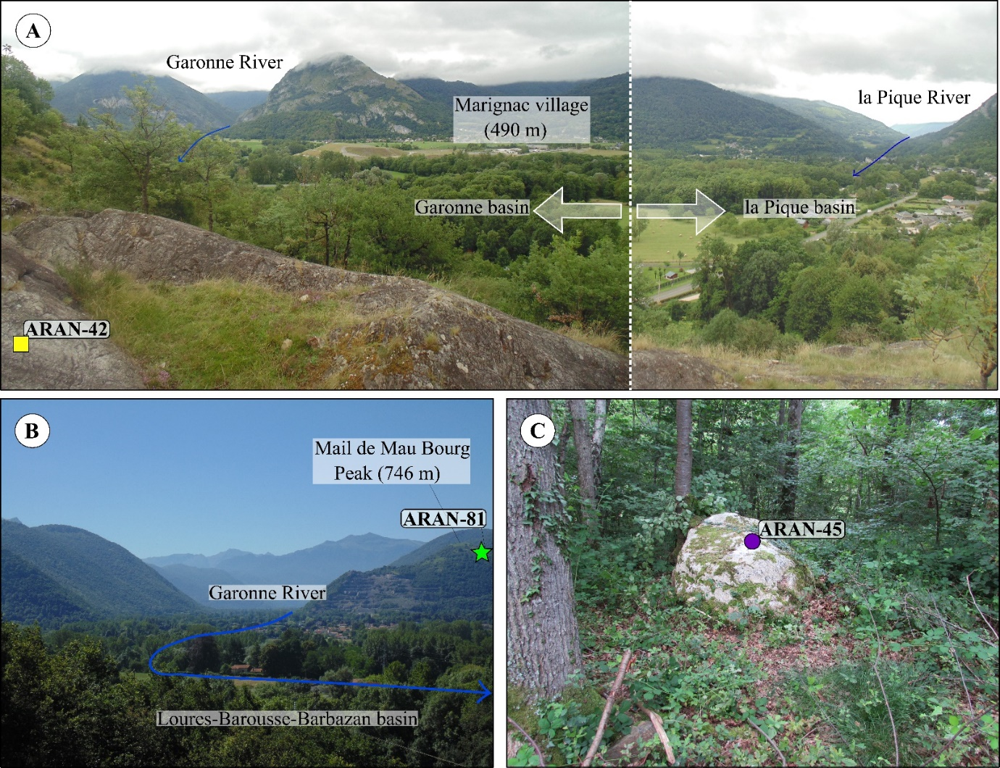 A
Garonne River
Marignac village
(490 m)
la Pique River
Garonne basin
la Pique basin
ARAN-42
B
Mail de Mau Bourg
Peak (746 m)
ARAN-81
Garonne River
Loures-Barousse-Barbazan basin
C
ARAN-45